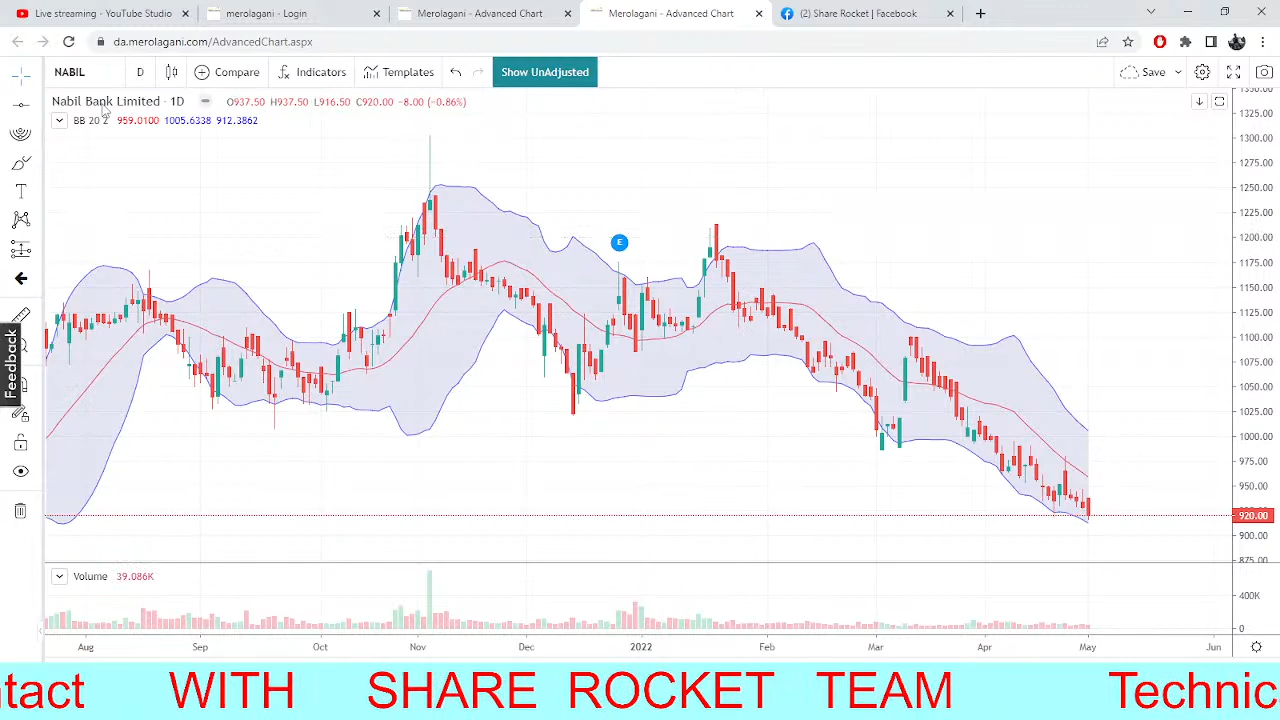 Live streaming - YouTube Studio
merolagani - Login
Merolagani - Advanced Chart
Merolagani - Advanced Chart
(2) Share Rocket | Facebook
da.merolagani.com/AdvancedChart.aspx
NABIL D Compare Indicators Templates Show UnAdjusted Save
Nabil Bank Limited · 1D O937.50 H937.50 L916.50 C920.00 −8.00 (−0.86%)
BB 20 2 959.0100 1005.6338 912.3862
E
Feedback
1350.00
1325.00
1300.00
1275.00
1250.00
1225.00
1200.00
1175.00
1150.00
1125.00
1100.00
1075.00
1050.00
1025.00
1000.00
975.00
950.00
920.00
900.00
875.00
Volume 39.086K
400K
0
Aug Sep Oct Nov Dec 2022 Feb Mar Apr May Jun
ntact WITH SHARE ROCKET TEAM Technic